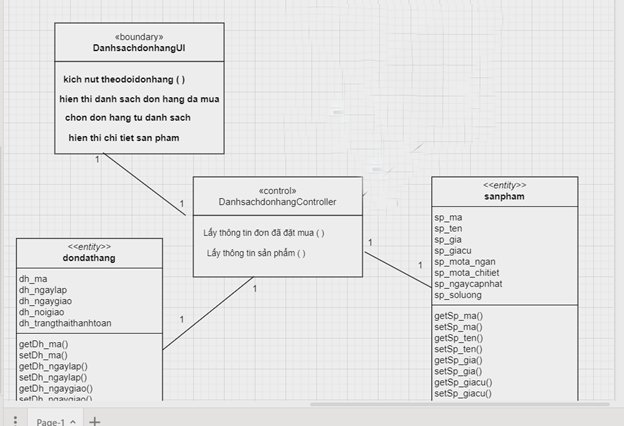 «boundary»
DanhsachdonhangUI
kich nut theodoidonhang ( )
hien thi danh sach don hang da mua
chon don hang tu danh sach
hien thi chi tiet san pham
1
1
«control»
DanhsachdonhangController
Lấy thông tin đơn đã đặt mua ( )
Lấy thông tin sản phẩm ( )
1
1
1
1
<<entity>>
sanpham
sp_ma
sp_ten
sp_gia
sp_giacu
sp_mota_ngan
sp_mota_chitiet
sp_ngaycapnhat
sp_soluong
getSp_ma()
setSp_ma()
getSp_ten()
setSp_ten()
getSp_gia()
setSp_gia()
getSp_giacu()
setSp_giacu()
<<entity>>
dondathang
dh_ma
dh_ngaylap
dh_ngaygiao
dh_noigiao
dh_trangthaithanhtoan
getDh_ma()
setDh_ma()
getDh_ngaylap()
setDh_ngaylap()
getDh_ngaygiao()
setDh_ngaygiao()
Page-1